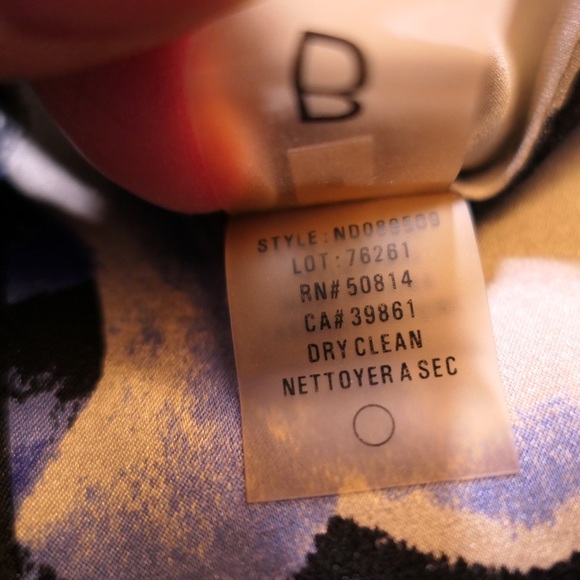 B
STYLE: ND089509
LOT: 76261
RN# 50814
CA# 39861
DRY CLEAN
NETTOYER A SEC